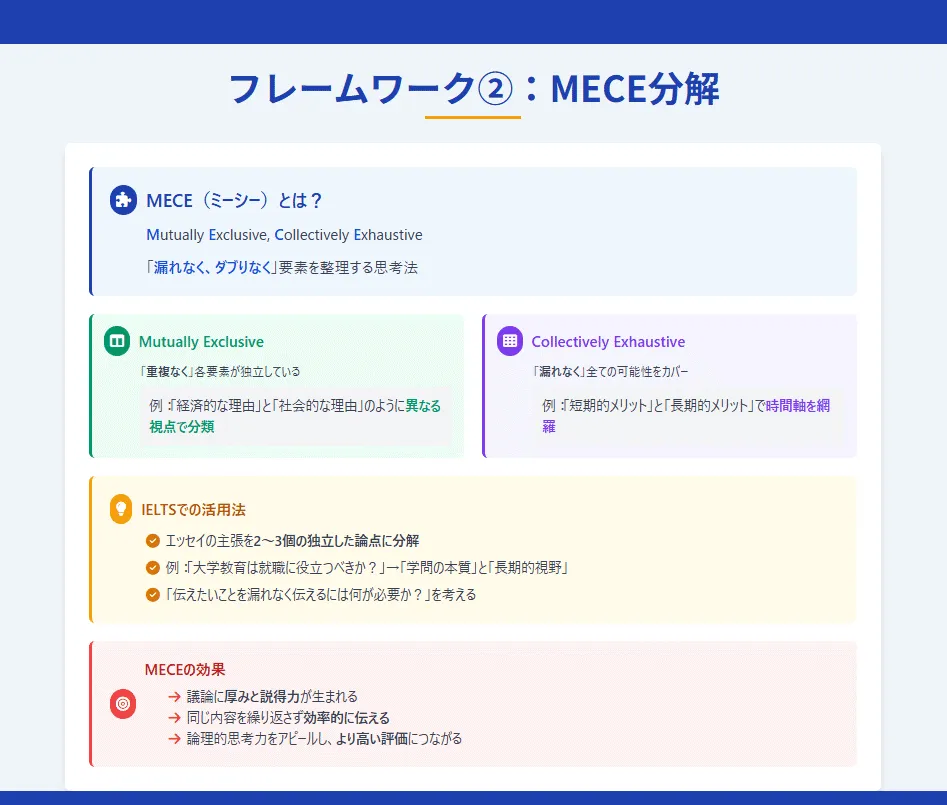 フレームワーク②：MECE分解
MECE（ミーシー）とは？
Mutually Exclusive, Collectively Exhaustive
「漏れなく、ダブりなく」要素を整理する思考法
Mutually Exclusive
「重複なく」各要素が独立している
例：「経済的な理由」と「社会的な理由」のように異なる
視点で分類
Collectively Exhaustive
「漏れなく」全ての可能性をカバー
例：「短期的メリット」と「長期的メリット」で時間軸を網
羅
IELTSでの活用法
エッセイの主張を2〜3個の独立した論点に分解
例：「大学教育は就職に役立つべきか？」→「学問の本質」と「長期的視野」
「伝えたいことを漏れなく伝えるには何が必要か？」を考える
MECEの効果
→ 議論に厚みと説得力が生まれる
→ 同じ内容を繰り返さず効率的に伝える
→ 論理的思考力をアピールし、より高い評価につながる